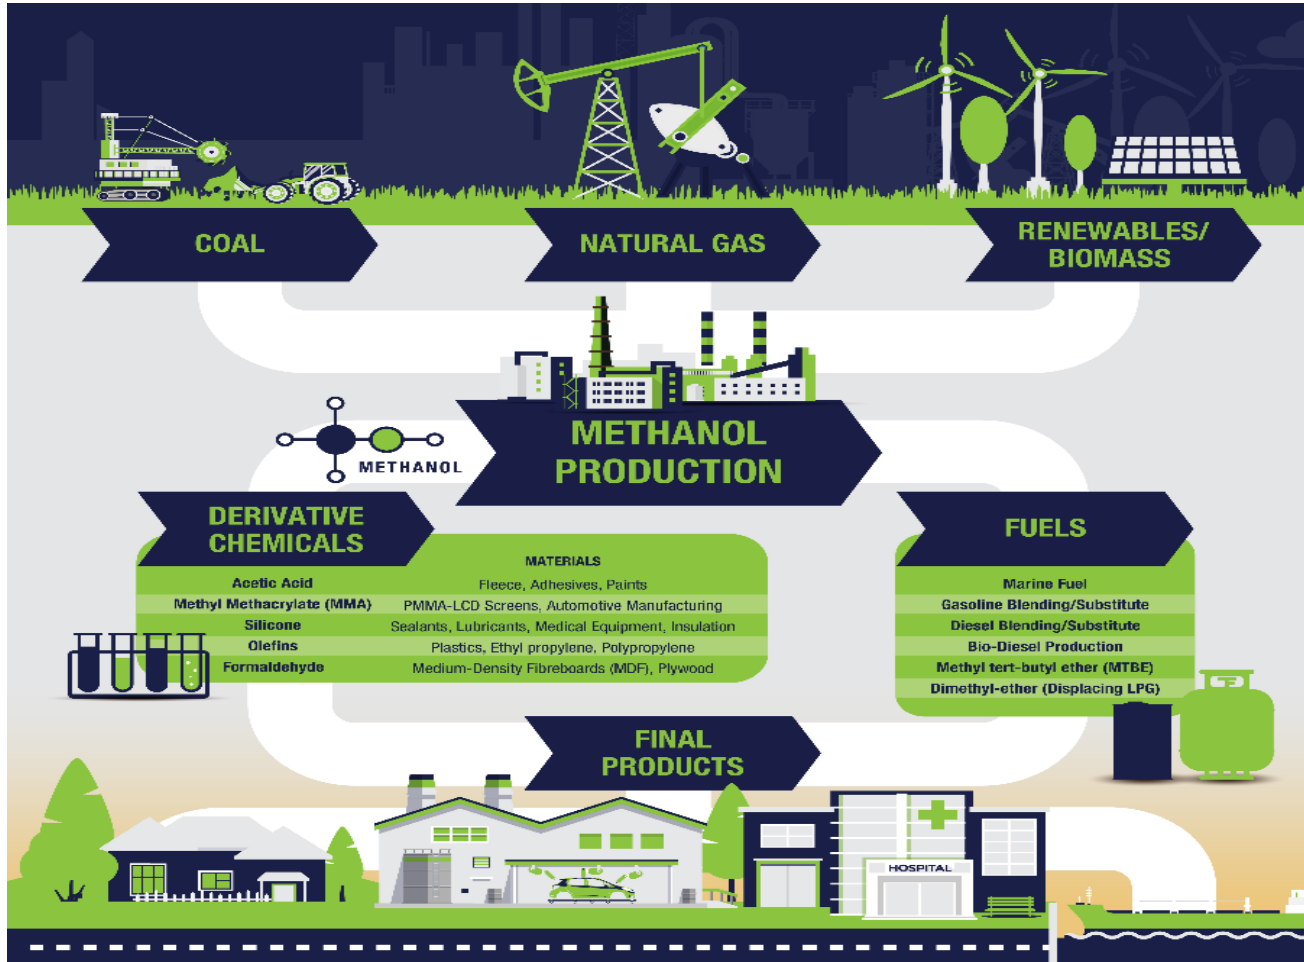 COAL
NATURAL GAS
RENEWABLES/
BIOMASS
METHANOL
PRODUCTION
METHANOL
DERIVATIVE
CHEMICALS
MATERIALS
Acetic Acid Fleece, Adhesives, Paints
Methyl Methacrylate (MMA) PMMA-LCD Screens, Automotive Manufacturing
Silicone Sealants, Lubricants, Medical Equipment, Insulation
Olefins Plastics, Ethyl propylene, Polypropylene
Formaldehyde Medium-Density Fibreboards (MDF), Plywood
FUELS
Marine Fuel
Gasoline Blending/Substitute
Diesel Blending/Substitute
Bio-Diesel Production
Methyl tert-butyl ether (MTBE)
Dimethyl-ether (Displacing LPG)
FINAL
PRODUCTS
HOSPITAL